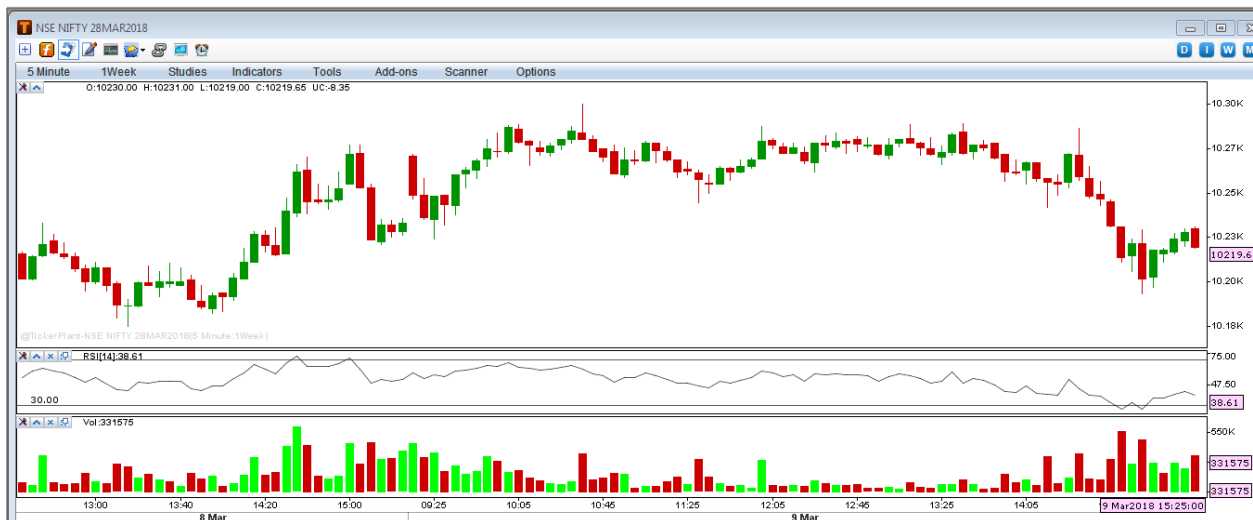 NSE NIFTY 28MAR2018
D I W M
5 Minute 1Week Studies Indicators Tools Add-ons Scanner Options
O:10230.00 H:10231.00 L:10219.00 C:10219.65 UC:-8.35
10.30K
10.27K
10.25K
10.23K
10219.6
10.20K
10.18K
@TickerPlant-NSE NIFTY 28MAR2018(5 Minute:1Week)
RSI[14]:38.61
75.00
47.50
30.00
38.61
Vol:331575
550K
331575
331575
13:00 13:40 14:20 15:00 09:25 10:05 10:45 11:25 12:05 12:45 13:25 14:05 9 Mar2018 15:25:00
8 Mar 9 Mar